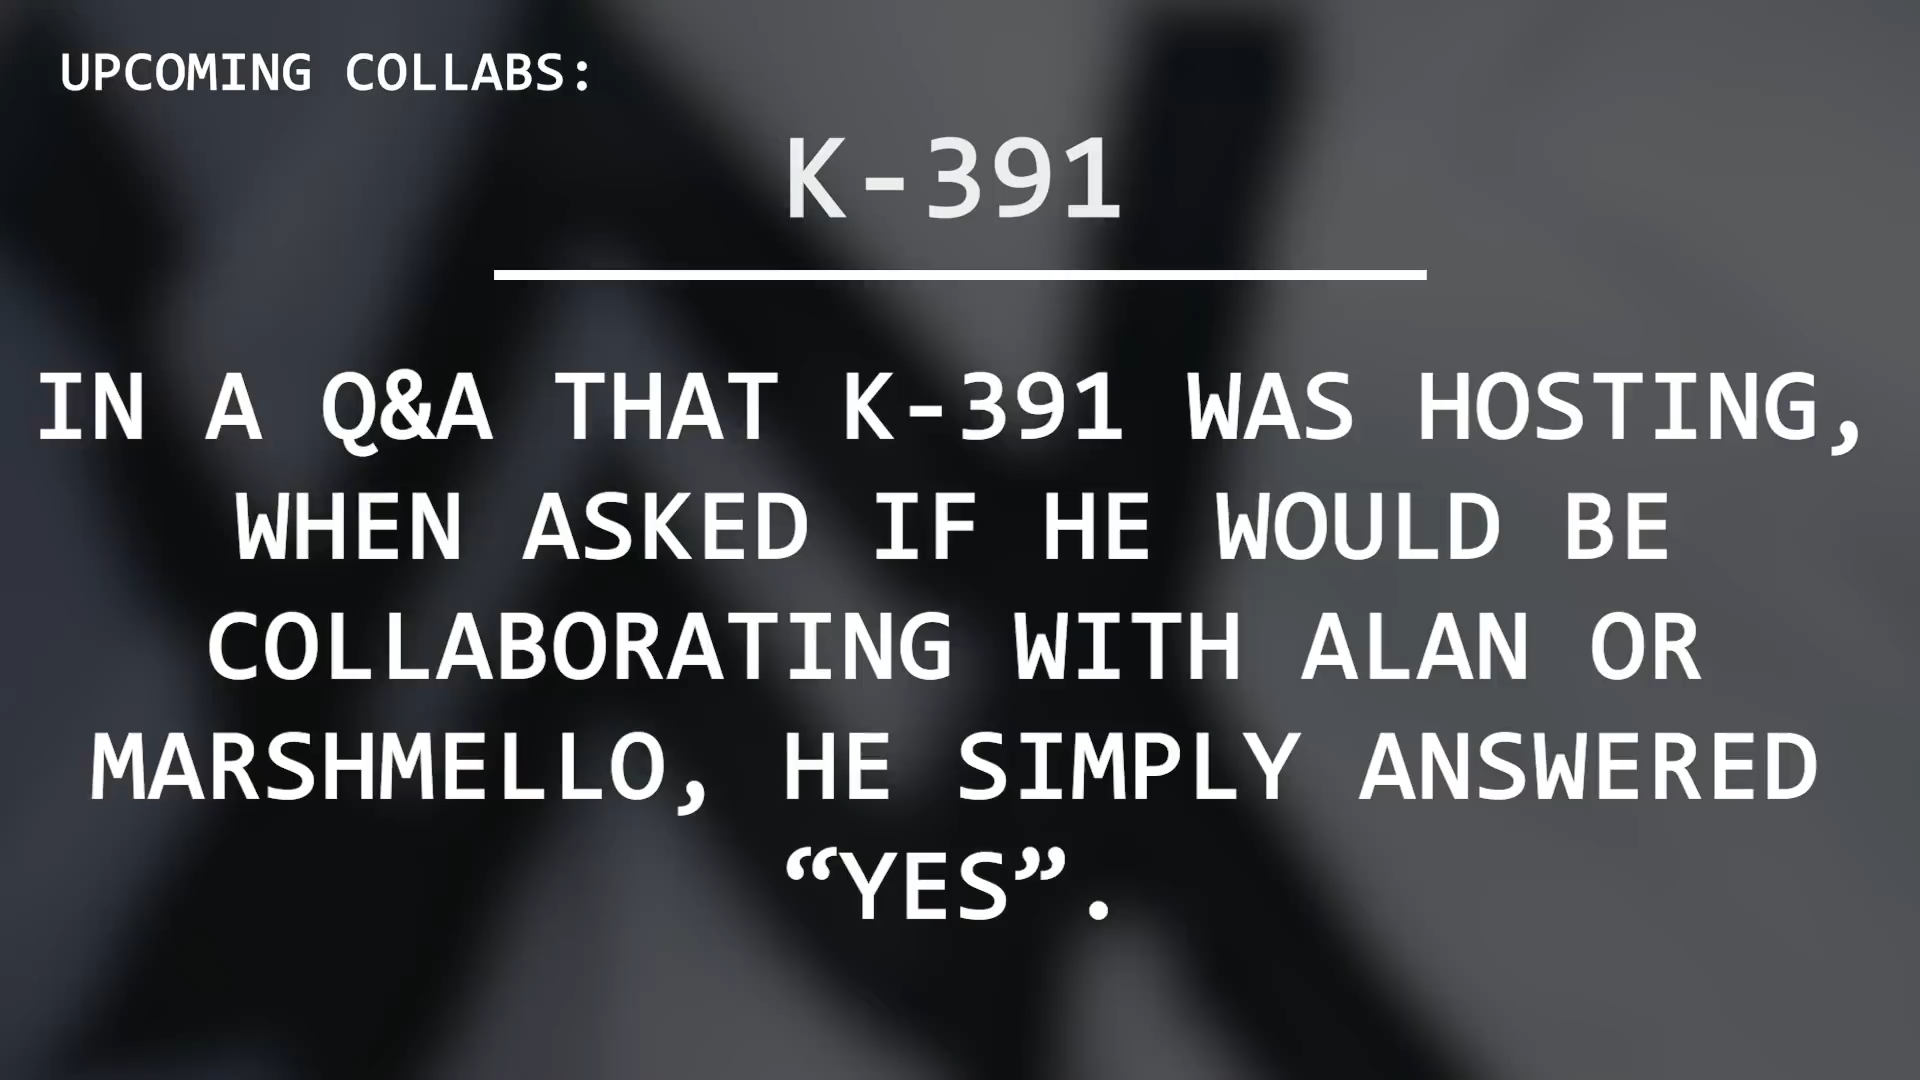 UPCOMING COLLABS:
K-391
IN A Q&A THAT K-391 WAS HOSTING,
WHEN ASKED IF HE WOULD BE
COLLABORATING WITH ALAN OR
MARSHMELLO, HE SIMPLY ANSWERED
“YES”.